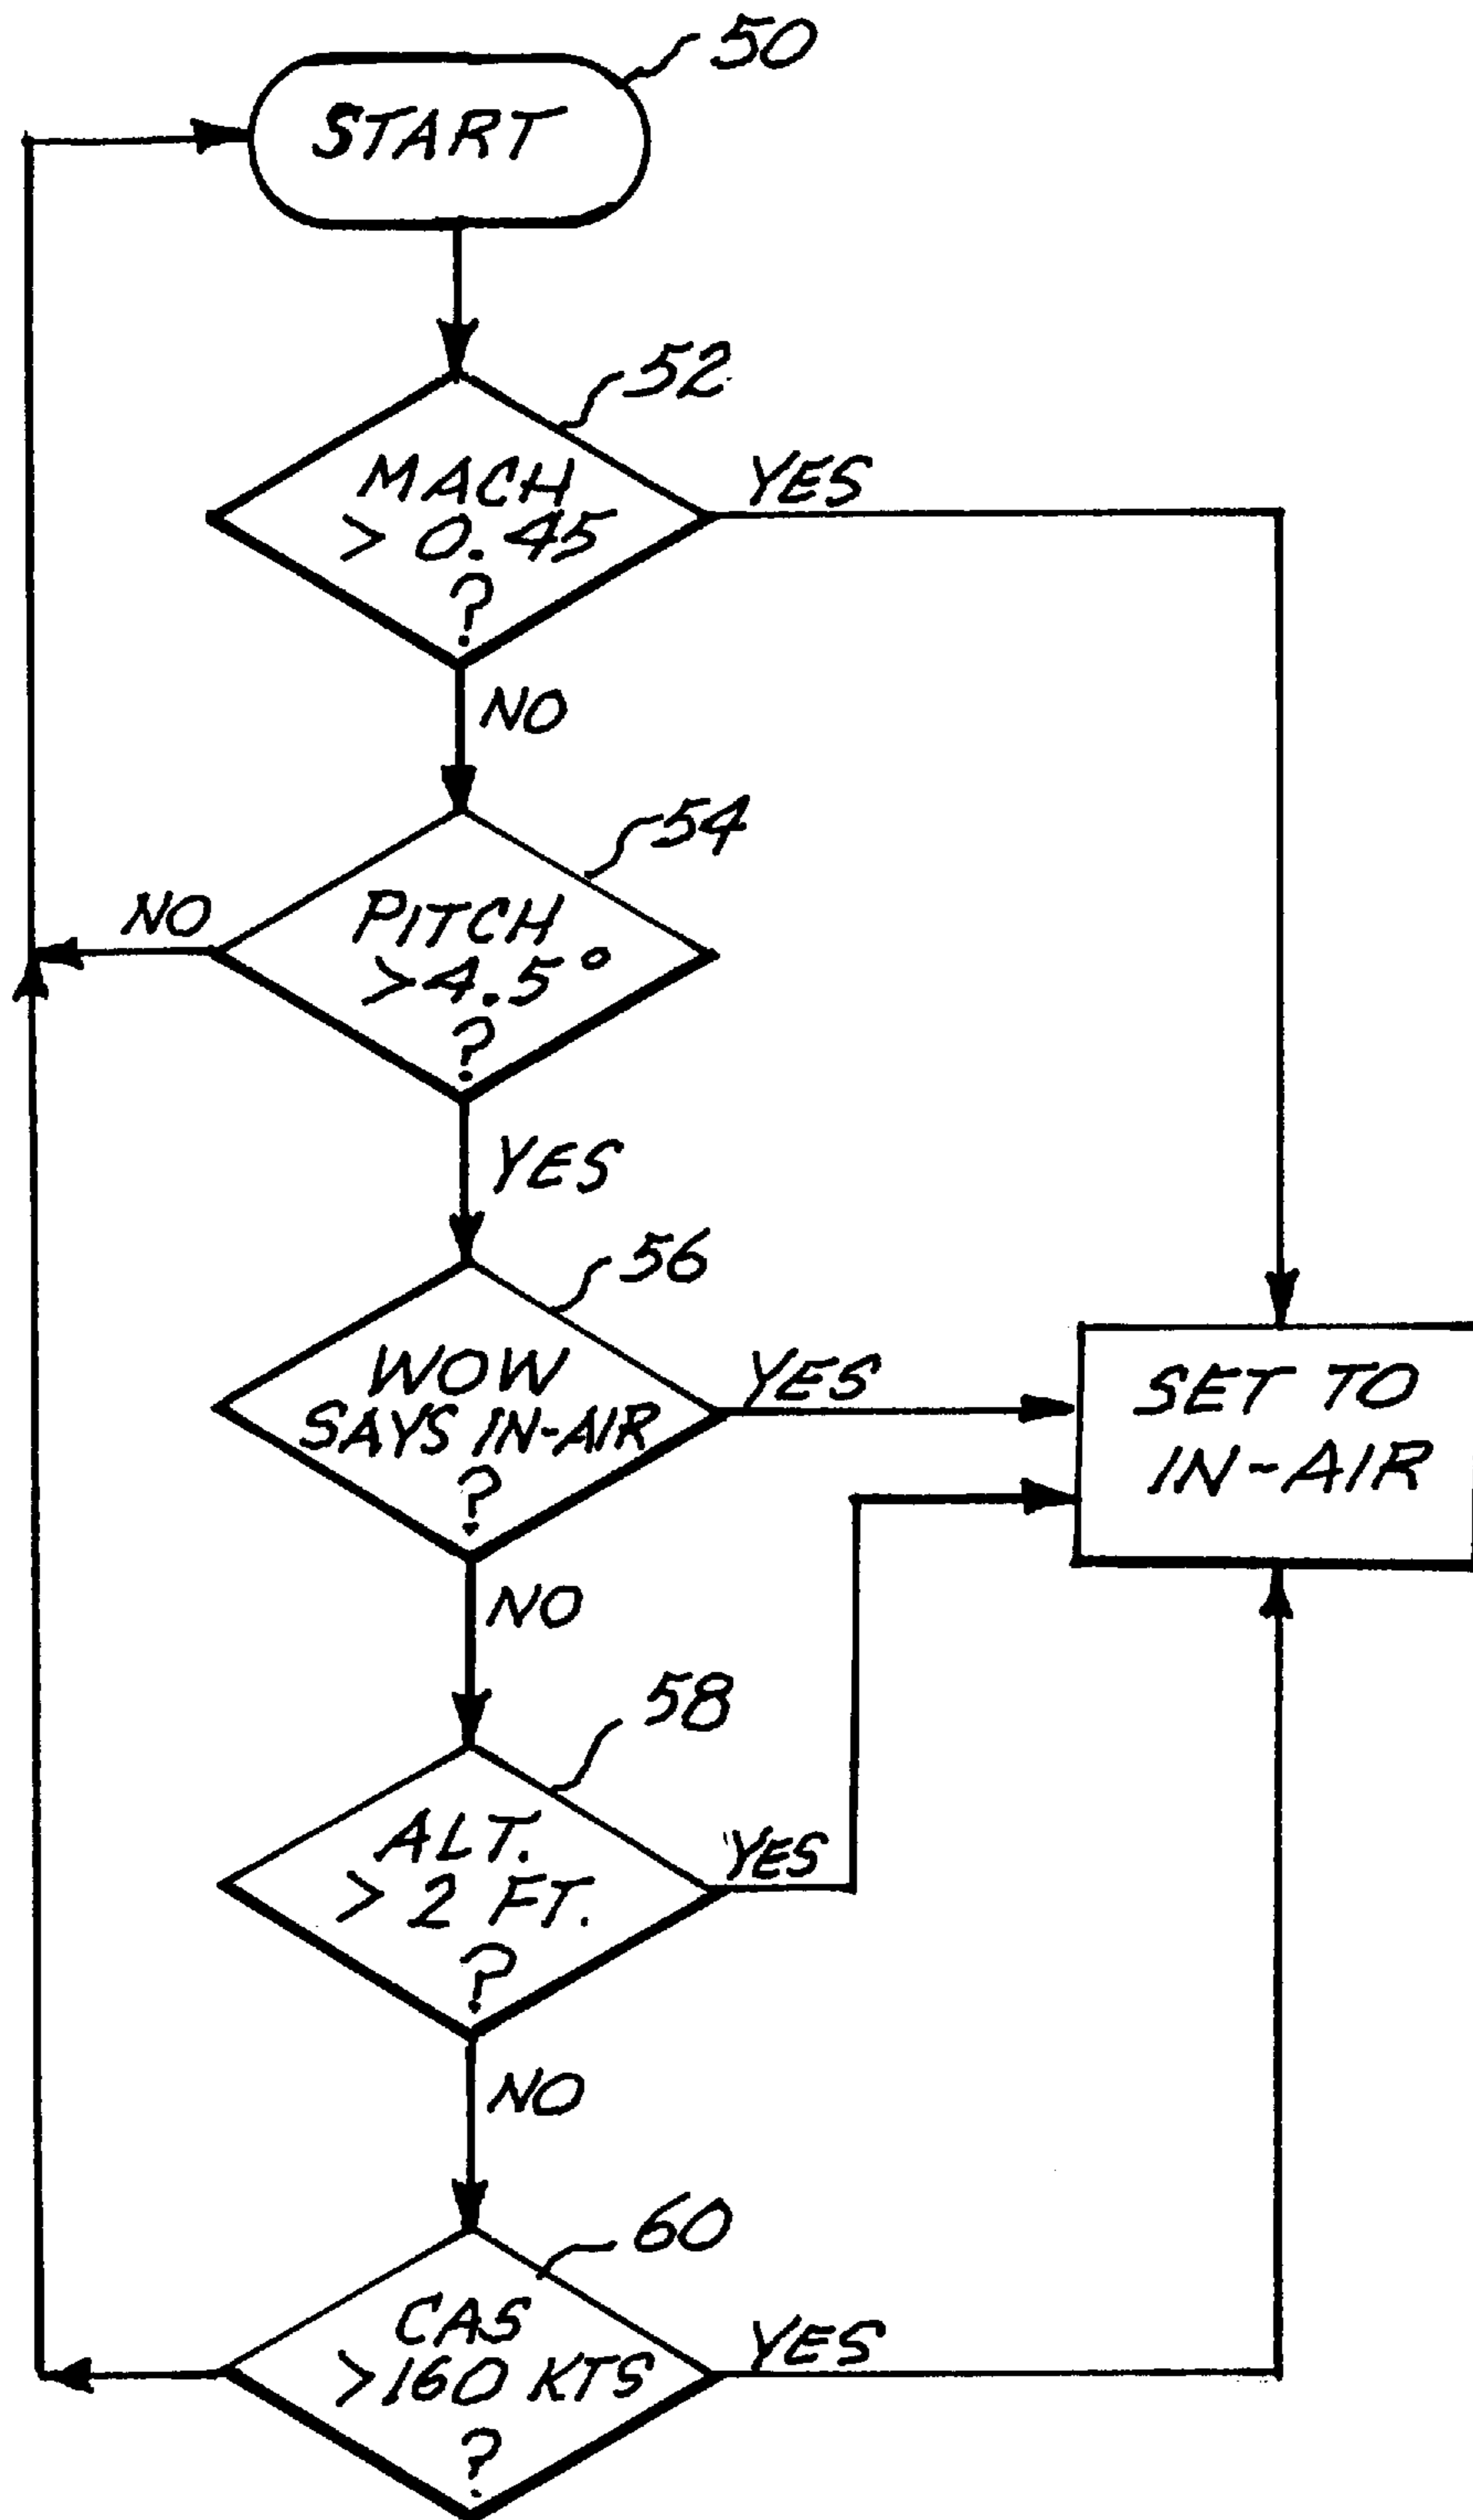 50
START
52
MACH
> 0.45
?
YES
NO
54
PITCH
>4.5°
?
NO
YES
56
WOW
SAYS IN-AIR
?
YES
SET TO
IN-AIR
NO
58
ALT.
> 2 FT.
?
YES
NO
60
CAS
>160 KTS
?
YES